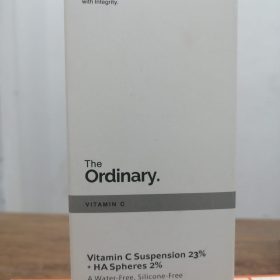 with Integrity.
The
Ordinary.
VITAMIN C
Vitamin C Suspension 23%
+ HA Spheres 2%
A Water-Free, Silicone-Free